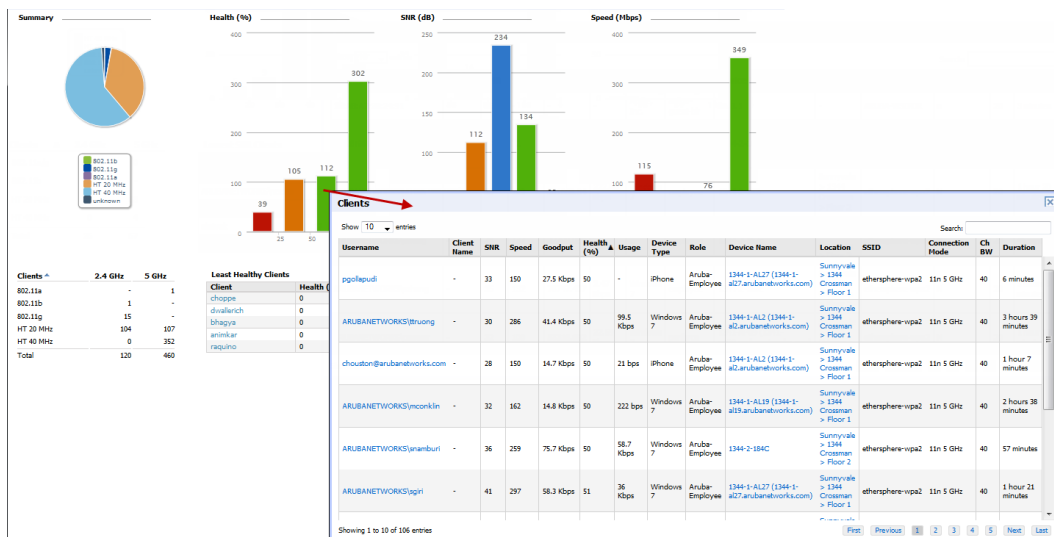 Summary
Health (%)
SNR (dB)
Speed (Mbps)
400
300
200
100
0
39
105
112
302
25
50
250
200
150
100
112
234
134
400
300
200
100
115
76
349
802.11b
802.11g
802.11a
HT 20 MHz
HT 40 MHz
unknown
Clients 2.4 GHz 5 GHz
802.11a - 1
802.11b 1 -
802.11g 15 -
HT 20 MHz 104 107
HT 40 MHz 0 352
Total 120 460
Least Healthy Clients
Client Health (
choppe 0
dwallerich 0
bhagya 0
animkar 0
raquino 0
Clients
Show 10 entries
Search:
Username Client Name SNR Speed Goodput Health (%) Usage Device Type Role Device Name Location SSID Connection Mode Ch BW Duration
pgollapudi - 33 150 27.5 Kbps 50 - iPhone Aruba-Employee 1344-1-AL27 (1344-1-al27.arubanetworks.com) Sunnyvale > 1344 Crossman > Floor 1 ethersphere-wpa2 11n 5 GHz 40 6 minutes
ARUBANETWORKS\ttruong - 30 286 41.4 Kbps 50 99.5 Kbps Windows 7 Aruba-Employee 1344-1-AL2 (1344-1-al2.arubanetworks.com) Sunnyvale > 1344 Crossman > Floor 1 ethersphere-wpa2 11n 5 GHz 40 3 hours 39 minutes
chouston@arubanetworks.com - 28 150 14.7 Kbps 50 21 bps iPhone Aruba-Employee 1344-1-AL2 (1344-1-al2.arubanetworks.com) Sunnyvale > 1344 Crossman > Floor 1 ethersphere-wpa2 11n 5 GHz 40 1 hour 7 minutes
ARUBANETWORKS\mconklin - 32 162 14.8 Kbps 50 222 bps Windows 7 Aruba-Employee 1344-1-AL19 (1344-1-al19.arubanetworks.com) Sunnyvale > 1344 Crossman > Floor 1 ethersphere-wpa2 11n 5 GHz 40 2 hours 38 minutes
ARUBANETWORKS\snamburi - 36 259 75.7 Kbps 50 58.7 Kbps Windows 7 Aruba-Employee 1344-2-184C Sunnyvale > 1344 Crossman > Floor 2 ethersphere-wpa2 11n 5 GHz 40 57 minutes
ARUBANETWORKS\sgiri - 41 297 58.3 Kbps 51 36 Kbps Windows 7 Aruba-Employee 1344-1-AL27 (1344-1-al27.arubanetworks.com) Sunnyvale > 1344 Crossman > Floor 1 ethersphere-wpa2 11n 5 GHz 40 1 hour 21 minutes
Showing 1 to 10 of 106 entries
First Previous 1 2 3 4 5 Next Last